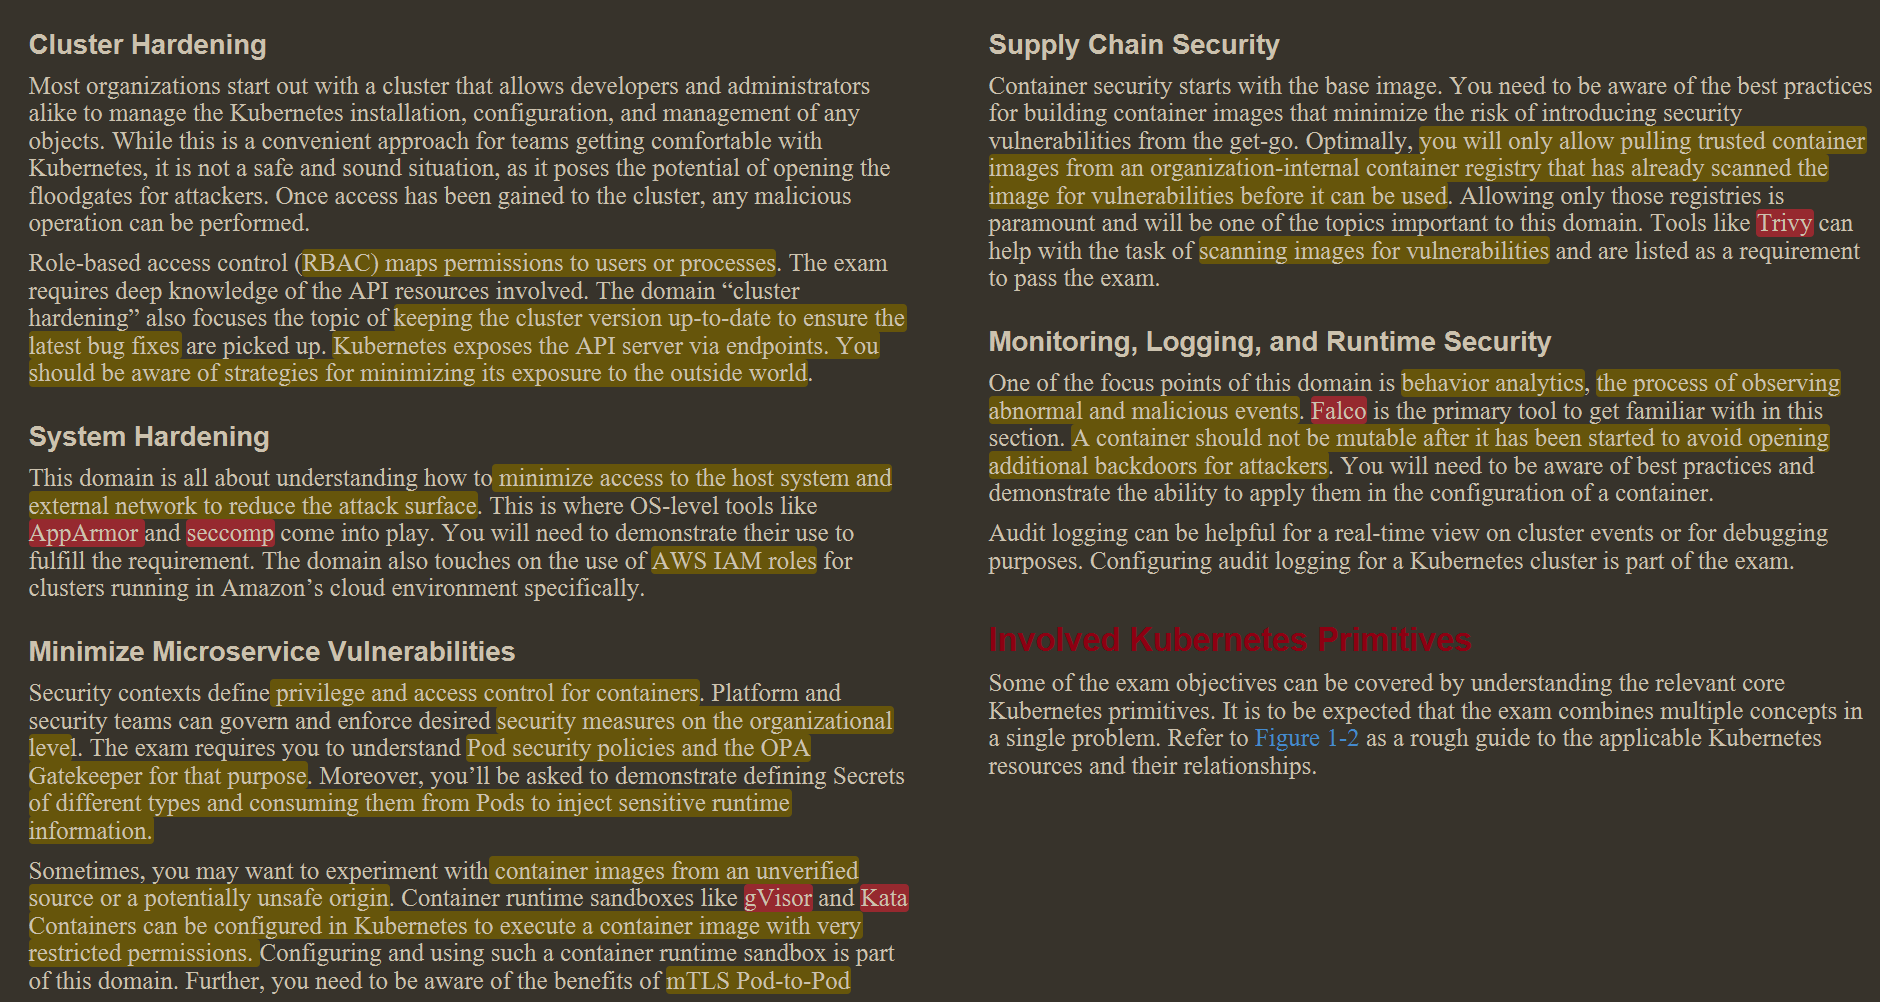 Cluster Hardening
Most organizations start out with a cluster that allows developers and administrators
alike to manage the Kubernetes installation, configuration, and management of any
objects. While this is a convenient approach for teams getting comfortable with
Kubernetes, it is not a safe and sound situation, as it poses the potential of opening the
floodgates for attackers. Once access has been gained to the cluster, any malicious
operation can be performed.
Role-based access control (RBAC) maps permissions to users or processes. The exam
requires deep knowledge of the API resources involved. The domain “cluster
hardening” also focuses the topic of keeping the cluster version up-to-date to ensure the
latest bug fixes are picked up. Kubernetes exposes the API server via endpoints. You
should be aware of strategies for minimizing its exposure to the outside world.
System Hardening
This domain is all about understanding how to minimize access to the host system and
external network to reduce the attack surface. This is where OS-level tools like
AppArmor and seccomp come into play. You will need to demonstrate their use to
fulfill the requirement. The domain also touches on the use of AWS IAM roles for
clusters running in Amazon’s cloud environment specifically.
Minimize Microservice Vulnerabilities
Security contexts define privilege and access control for containers. Platform and
security teams can govern and enforce desired security measures on the organizational
level. The exam requires you to understand Pod security policies and the OPA
Gatekeeper for that purpose. Moreover, you’ll be asked to demonstrate defining Secrets
of different types and consuming them from Pods to inject sensitive runtime
information.
Sometimes, you may want to experiment with container images from an unverified
source or a potentially unsafe origin. Container runtime sandboxes like gVisor and Kata
Containers can be configured in Kubernetes to execute a container image with very
restricted permissions. Configuring and using such a container runtime sandbox is part
of this domain. Further, you need to be aware of the benefits of mTLS Pod-to-Pod
Supply Chain Security
Container security starts with the base image. You need to be aware of the best practices
for building container images that minimize the risk of introducing security
vulnerabilities from the get-go. Optimally, you will only allow pulling trusted container
images from an organization-internal container registry that has already scanned the
image for vulnerabilities before it can be used. Allowing only those registries is
paramount and will be one of the topics important to this domain. Tools like Trivy can
help with the task of scanning images for vulnerabilities and are listed as a requirement
to pass the exam.
Monitoring, Logging, and Runtime Security
One of the focus points of this domain is behavior analytics, the process of observing
abnormal and malicious events. Falco is the primary tool to get familiar with in this
section. A container should not be mutable after it has been started to avoid opening
additional backdoors for attackers. You will need to be aware of best practices and
demonstrate the ability to apply them in the configuration of a container.
Audit logging can be helpful for a real-time view on cluster events or for debugging
purposes. Configuring audit logging for a Kubernetes cluster is part of the exam.
Involved Kubernetes Primitives
Some of the exam objectives can be covered by understanding the relevant core
Kubernetes primitives. It is to be expected that the exam combines multiple concepts in
a single problem. Refer to Figure 1-2 as a rough guide to the applicable Kubernetes
resources and their relationships.